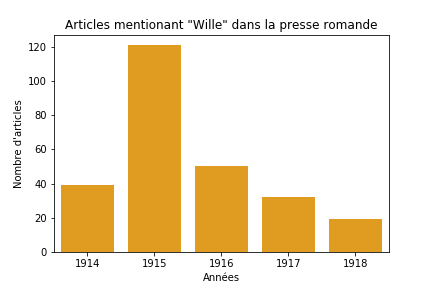 Articles mentionant "Wille" dans la presse romande
Nombre d'articles
120
100
80
60
40
20
0
1914 1915 1916 1917 1918
Années